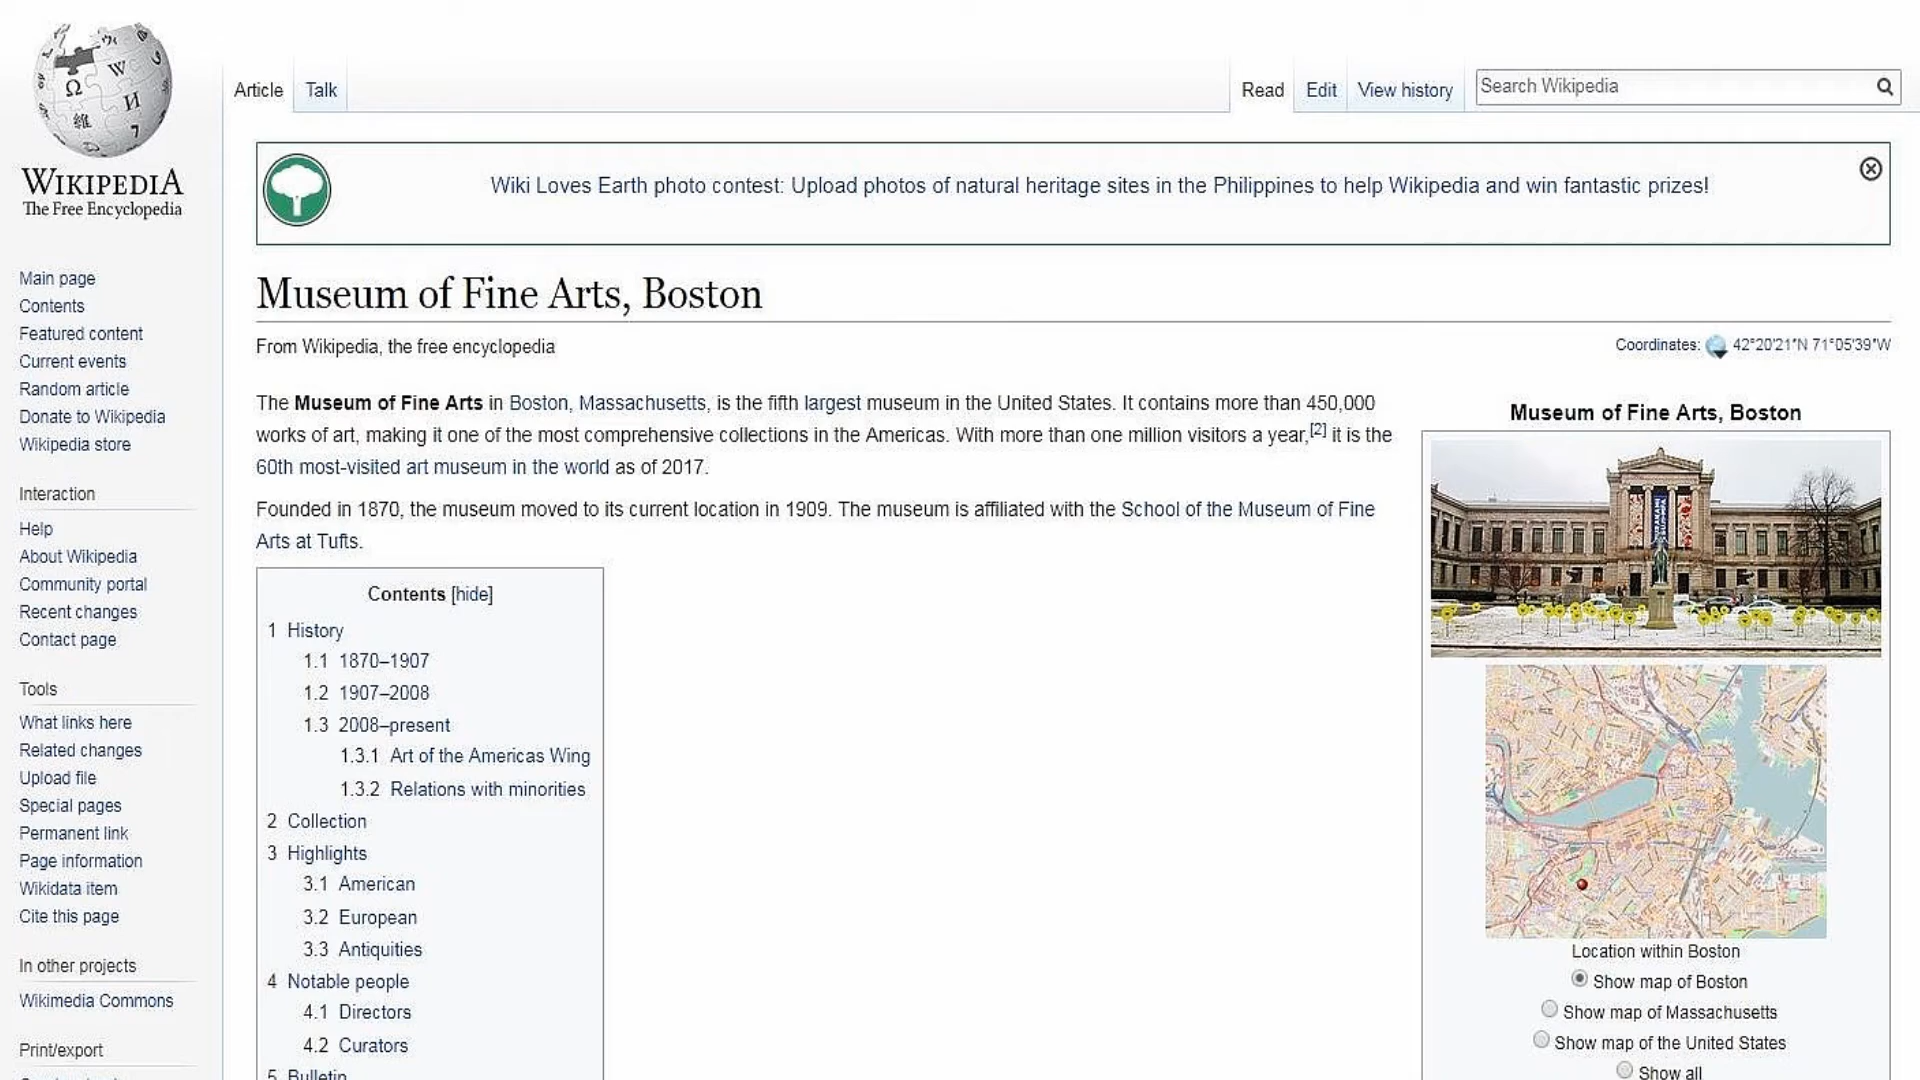 WIKIPEDIA
The Free Encyclopedia
Main page
Contents
Featured content
Current events
Random article
Donate to Wikipedia
Wikipedia store
Interaction
Help
About Wikipedia
Community portal
Recent changes
Contact page
Tools
What links here
Related changes
Upload file
Special pages
Permanent link
Page information
Wikidata item
Cite this page
In other projects
Wikimedia Commons
Print/export
Article Talk
Read Edit View history Search Wikipedia
Wiki Loves Earth photo contest: Upload photos of natural heritage sites in the Philippines to help Wikipedia and win fantastic prizes!
Museum of Fine Arts, Boston
From Wikipedia, the free encyclopedia
Coordinates: 42°20′21″N 71°05′39″W
The Museum of Fine Arts in Boston, Massachusetts, is the fifth largest museum in the United States. It contains more than 450,000
works of art, making it one of the most comprehensive collections in the Americas. With more than one million visitors a year,[2] it is the
60th most-visited art museum in the world as of 2017.
Founded in 1870, the museum moved to its current location in 1909. The museum is affiliated with the School of the Museum of Fine
Arts at Tufts.
Contents [hide]
1 History
1.1 1870–1907
1.2 1907–2008
1.3 2008–present
1.3.1 Art of the Americas Wing
1.3.2 Relations with minorities
2 Collection
3 Highlights
3.1 American
3.2 European
3.3 Antiquities
4 Notable people
4.1 Directors
4.2 Curators
5 Bulletin
Museum of Fine Arts, Boston
Location within Boston
Show map of Boston
Show map of Massachusetts
Show map of the United States
Show all